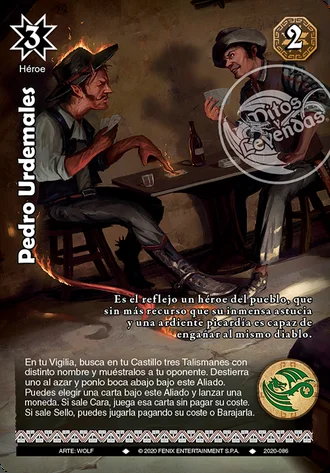 3
Héroe
2
Mitos
y
Leyendas
Pedro Urdemales
Es el reflejo un héroe del pueblo, que
sin más recurso que su inmensa astucia
y una ardiente picardía es capaz de
engañar al mismo diablo.
En tu Vigilia, busca en tu Castillo tres Talismanes con
distinto nombre y muéstralos a tu oponente. Destierra
uno al azar y ponlo boca abajo bajo este Aliado.
Puedes elegir una carta bajo este Aliado y lanzar una
moneda. Si sale Cara, juega esa carta sin pagar su coste.
Si sale Sello, puedes jugarla pagando su coste o Barajarla.
ARTE: WOLF
© 2020 FENIX ENTERTAINMENT S.P.A.
2020-086